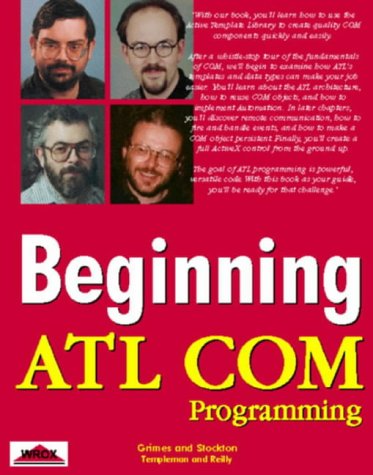 "With our book, you'll learn how to use the
Active Template Library to create quality COM
components quickly and easily.
After a whistle-stop tour of the fundamentals
of COM, we'll begin to examine how ATL's
templates and data types can make your job
easier. You'll learn about the ATL architecture,
how to reuse COM objects, and how to
implement automation. In later chapters,
you'll discover remote communication, how to
fire and handle events, and how to make a
COM object persistent. Finally, you'll create a
full ActiveX control from the ground up.
The goal of ATL programming is powerful,
versatile code. With this book as your guide,
you'll be ready for that challenge."
Beginning
ATL COM
Programming
WROX
Grimes and Stockton
Templeman and Reilly